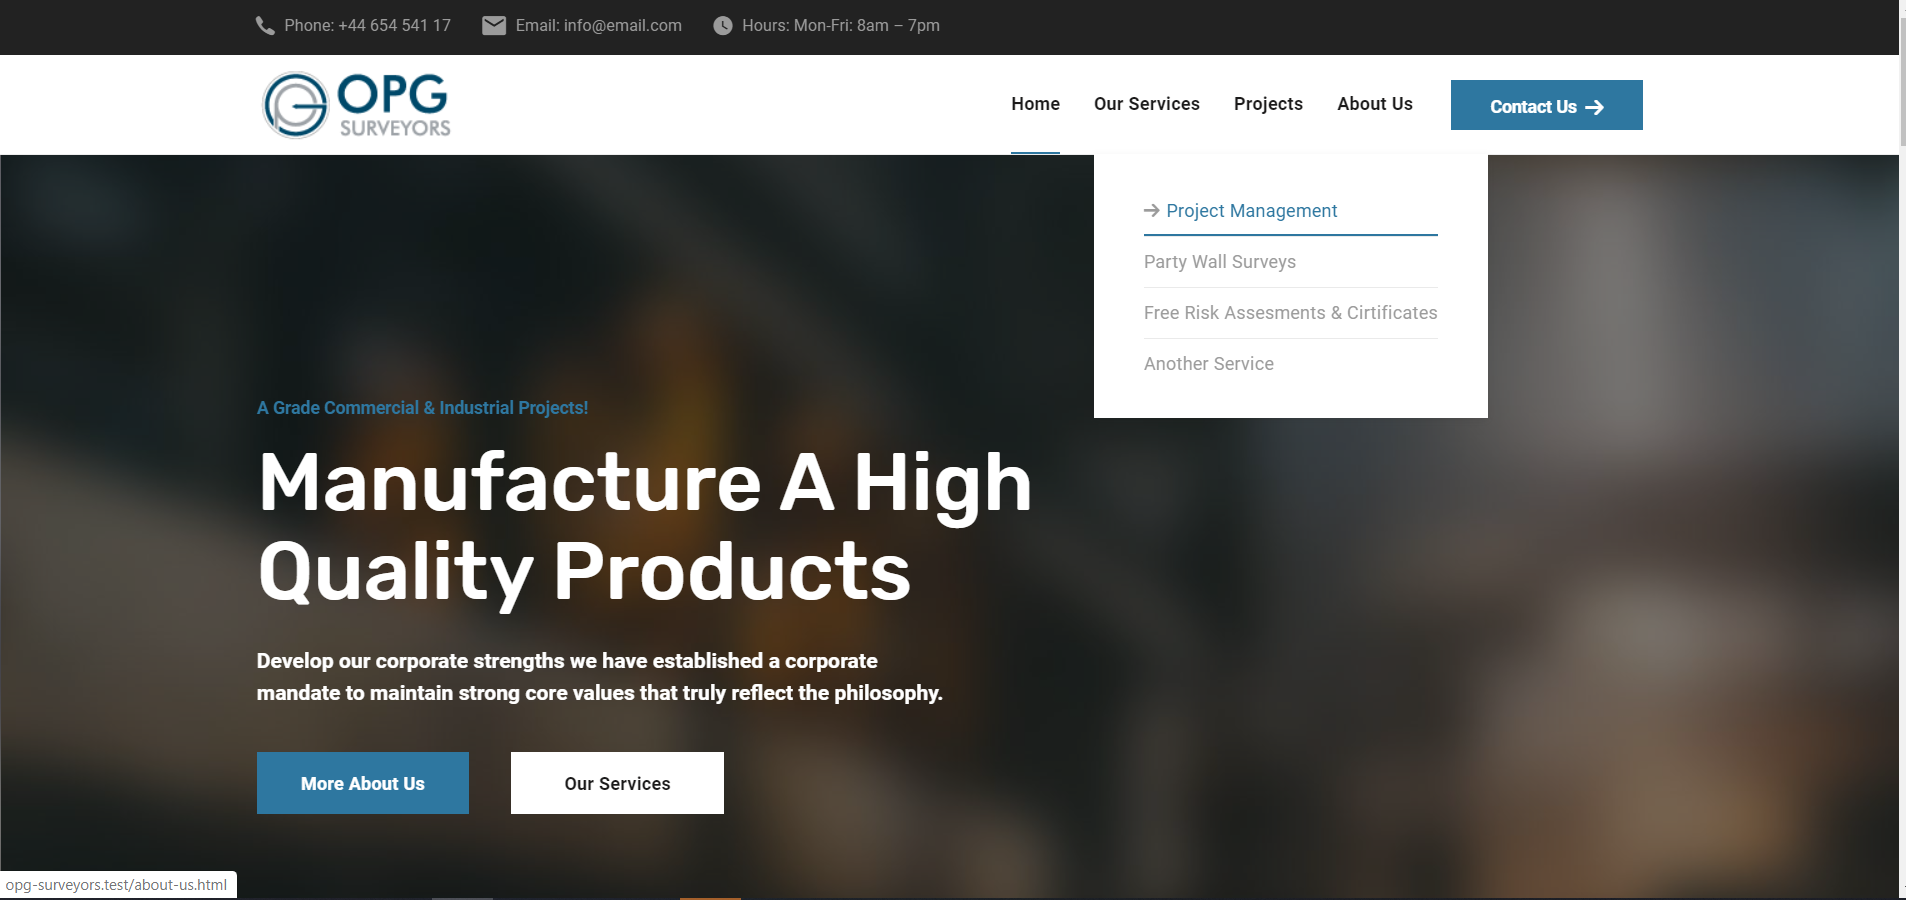 Phone: +44 654 541 17
Email: info@email.com
Hours: Mon-Fri: 8am – 7pm
OPG
SURVEYORS
Home
Our Services
Projects
About Us
Contact Us
Project Management
Party Wall Surveys
Free Risk Assesments & Cirtificates
Another Service
A Grade Commercial & Industrial Projects!
Manufacture A High
Quality Products
Develop our corporate strengths we have established a corporate
mandate to maintain strong core values that truly reflect the philosophy.
More About Us
Our Services
opg-surveyors.test/about-us.html